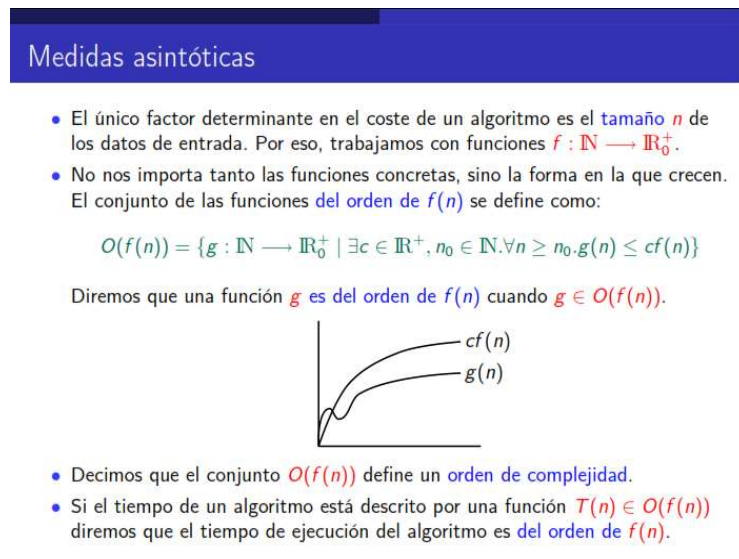 Medidas asintóticas
• El único factor determinante en el coste de un algoritmo es el tamaño n de
los datos de entrada. Por eso, trabajamos con funciones f : ℕ ⟶ ℝ₀⁺.
• No nos importa tanto las funciones concretas, sino la forma en la que crecen.
El conjunto de las funciones del orden de f(n) se define como:
O(f(n)) = {g : ℕ ⟶ ℝ₀⁺ | ∃c ∈ ℝ⁺, n₀ ∈ ℕ.∀n ≥ n₀.g(n) ≤ cf(n)}
Diremos que una función g es del orden de f(n) cuando g ∈ O(f(n)).
cf(n)
g(n)
• Decimos que el conjunto O(f(n)) define un orden de complejidad.
• Si el tiempo de un algoritmo está descrito por una función T(n) ∈ O(f(n))
diremos que el tiempo de ejecución del algoritmo es del orden de f(n).